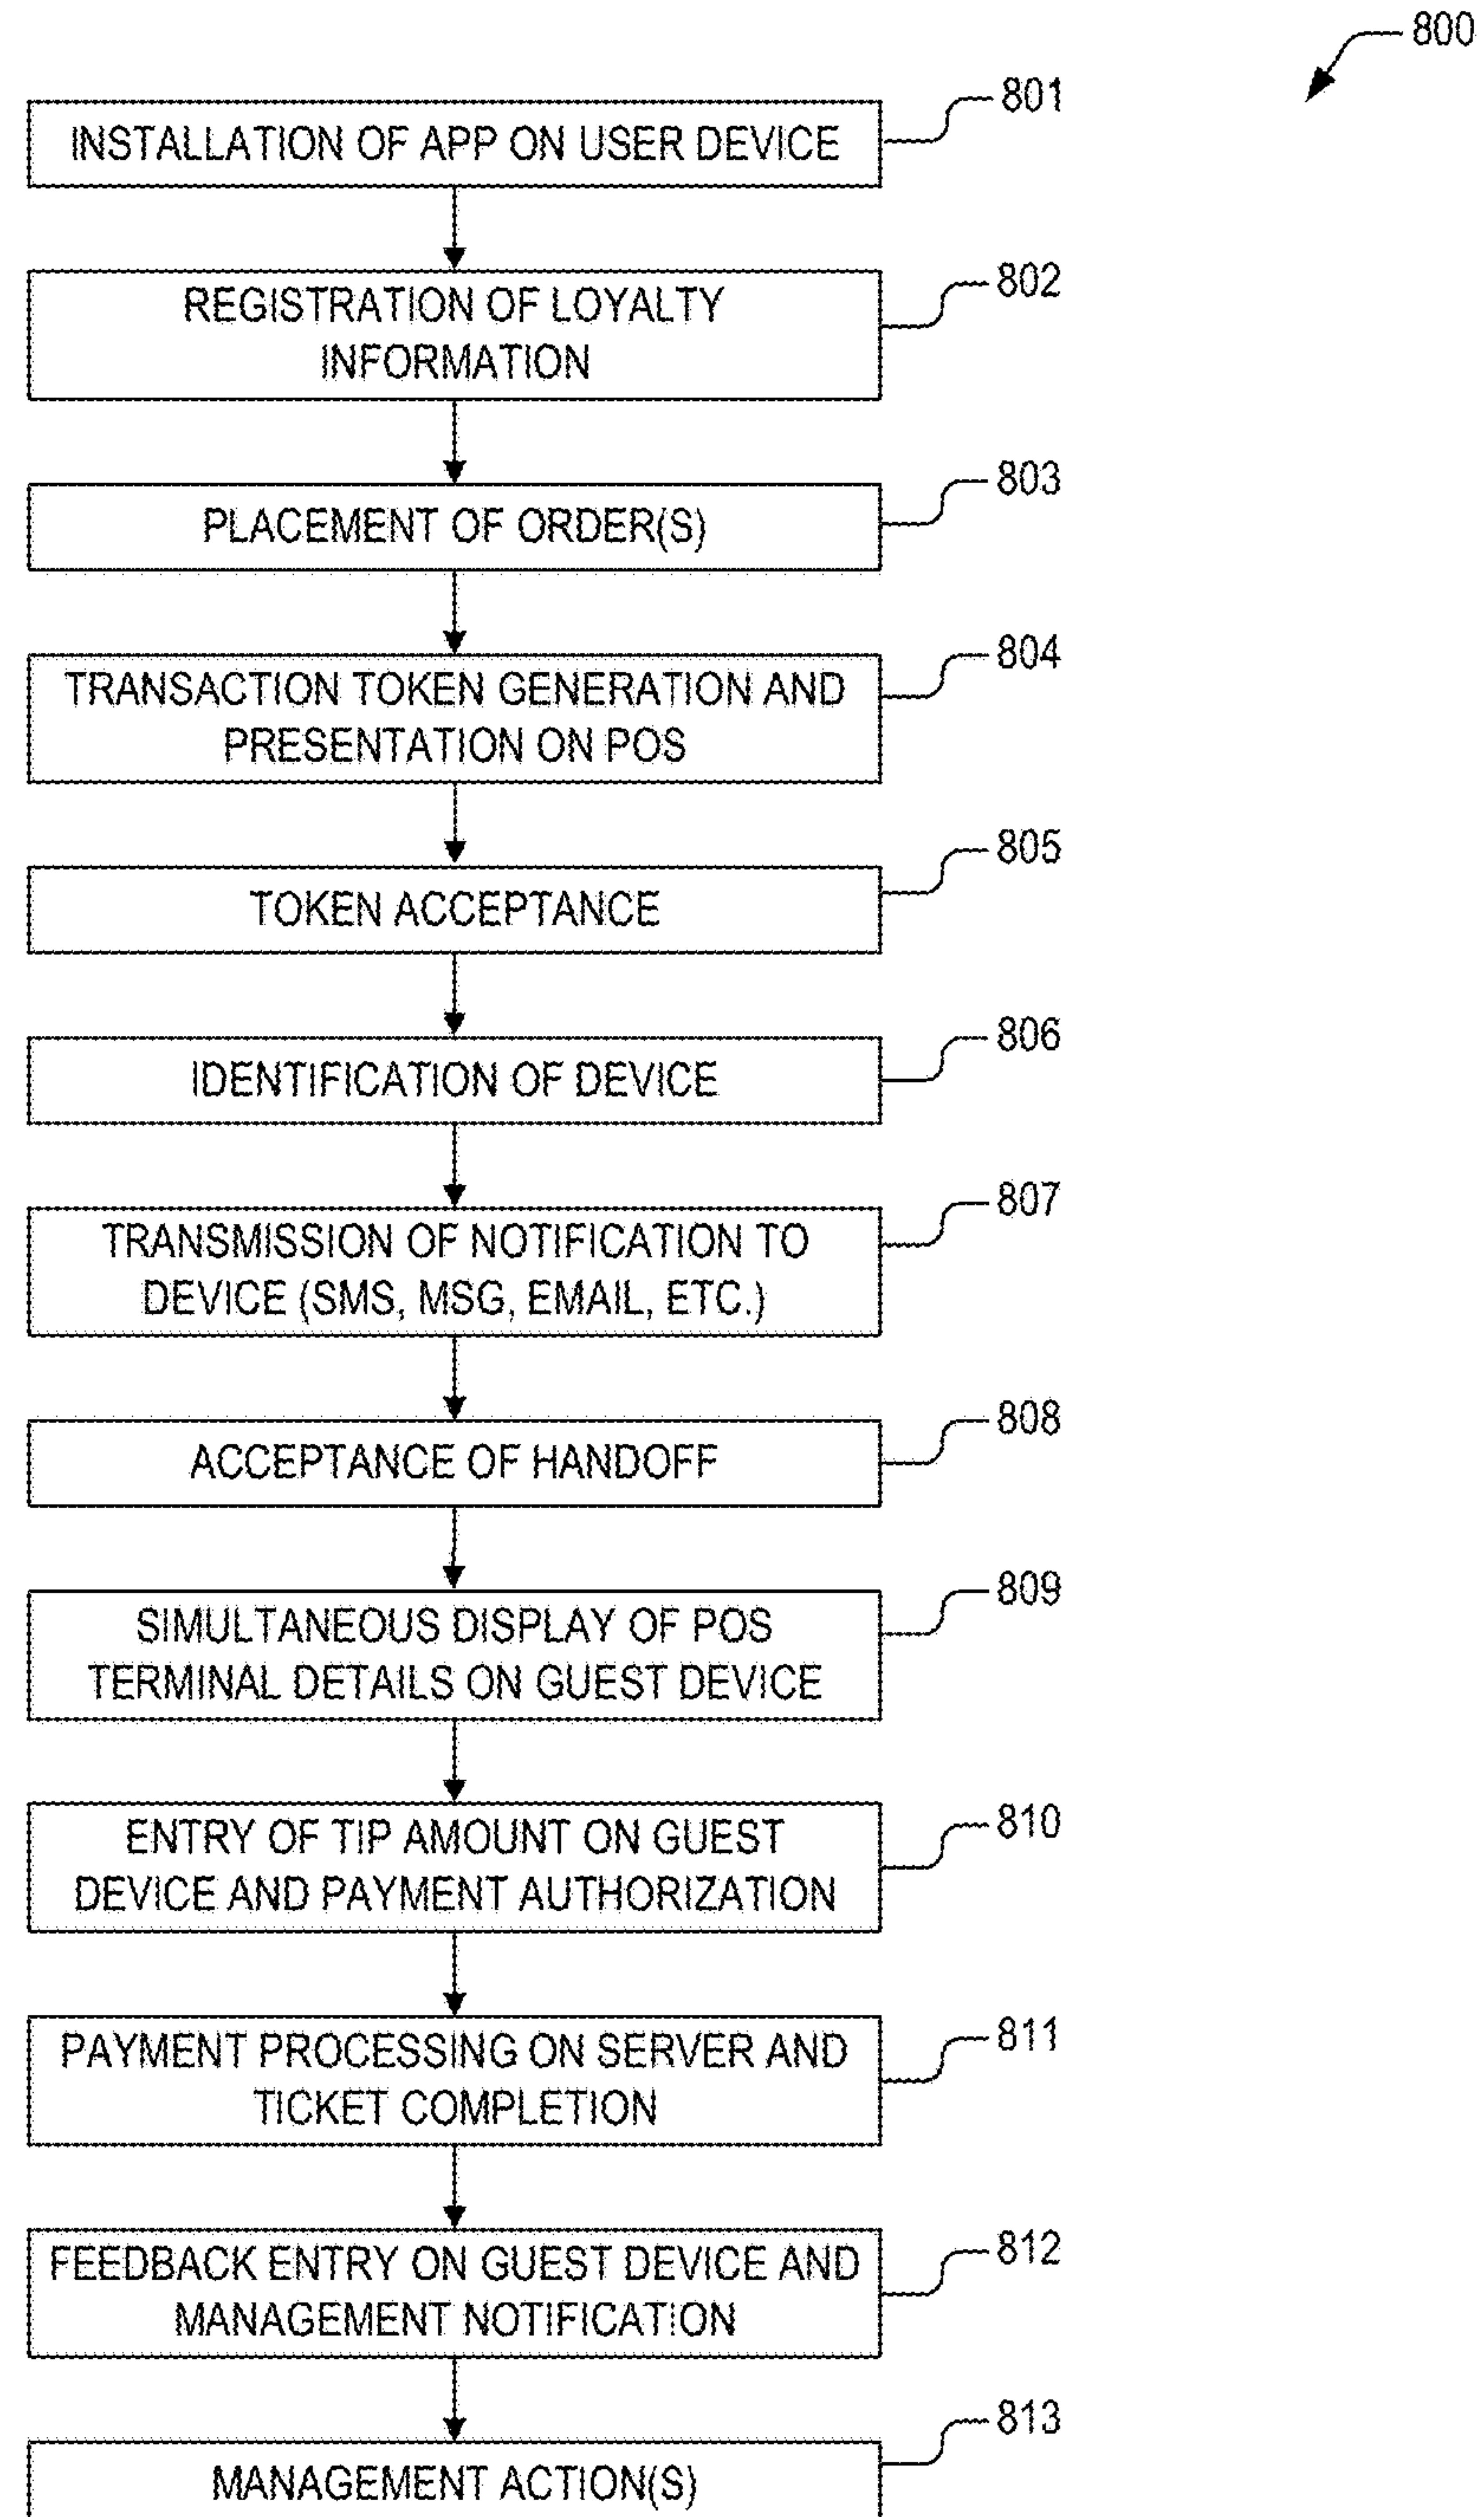 800
801
INSTALLATION OF APP ON USER DEVICE
802
REGISTRATION OF LOYALTY
INFORMATION
803
PLACEMENT OF ORDER(S)
804
TRANSACTION TOKEN GENERATION AND
PRESENTATION ON POS
805
TOKEN ACCEPTANCE
806
IDENTIFICATION OF DEVICE
807
TRANSMISSION OF NOTIFICATION TO
DEVICE (SMS, MSG, EMAIL, ETC.)
808
ACCEPTANCE OF HANDOFF
809
SIMULTANEOUS DISPLAY OF POS
TERMINAL DETAILS ON GUEST DEVICE
810
ENTRY OF TIP AMOUNT ON GUEST
DEVICE AND PAYMENT AUTHORIZATION
811
PAYMENT PROCESSING ON SERVER AND
TICKET COMPLETION
812
FEEDBACK ENTRY ON GUEST DEVICE AND
MANAGEMENT NOTIFICATION
813
MANAGEMENT ACTION(S)